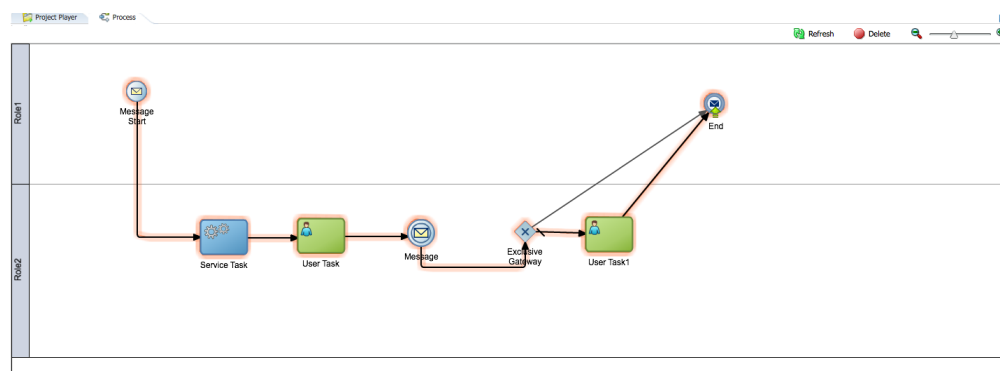 Project Player
Process
Refresh
Delete
Role1
Message
Start
End
Role2
Service Task
User Task
Message
Exclusive
Gateway
User Task1